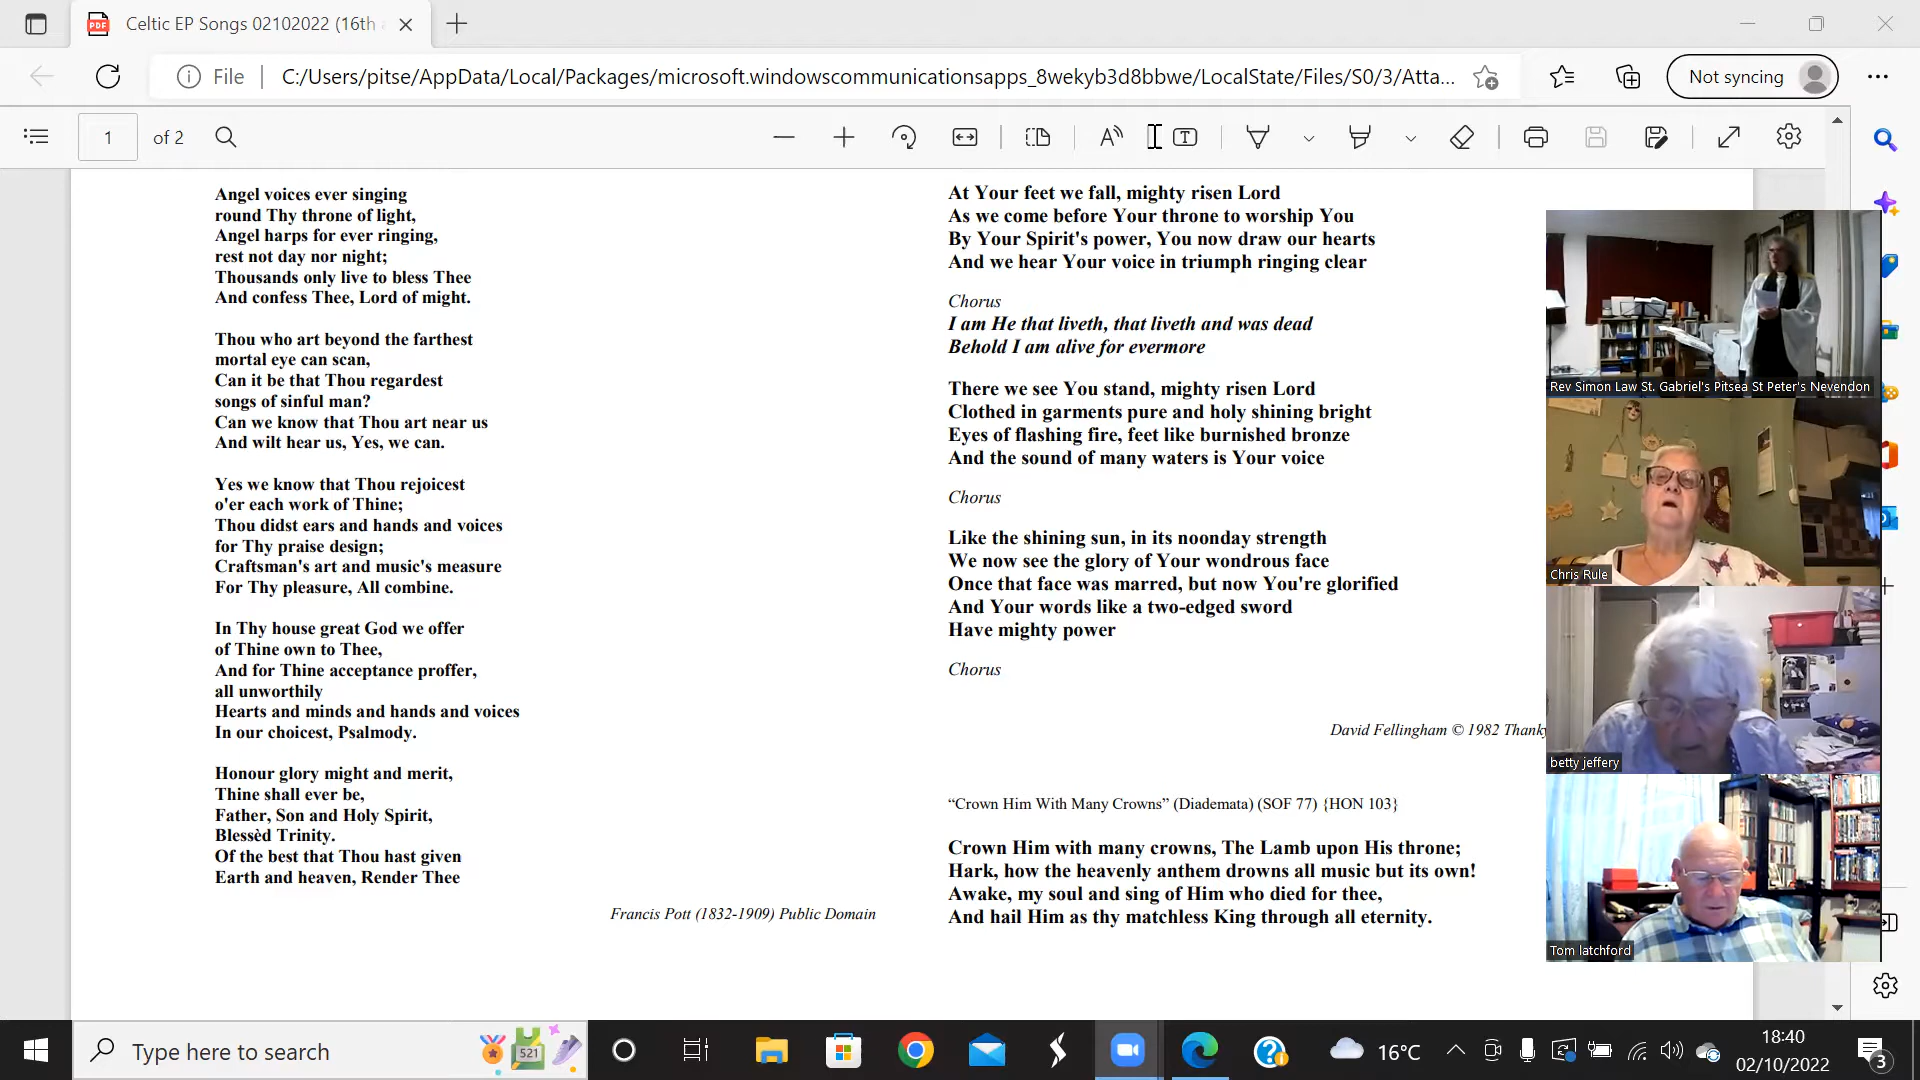 Celtic EP Songs 02102022 (16th
File
C:/Users/pitse/AppData/Local/Packages/microsoft.windowscommunicationsapps_8wekyb3d8bbwe/LocalState/Files/S0/3/Atta...
Not syncing
1 of 2
Angel voices ever singing
round Thy throne of light,
Angel harps for ever ringing,
rest not day nor night;
Thousands only live to bless Thee
And confess Thee, Lord of might.
Thou who art beyond the farthest
mortal eye can scan,
Can it be that Thou regardest
songs of sinful man?
Can we know that Thou art near us
And wilt hear us, Yes, we can.
Yes we know that Thou rejoicest
o'er each work of Thine;
Thou didst ears and hands and voices
for Thy praise design;
Craftsman's art and music's measure
For Thy pleasure, All combine.
In Thy house great God we offer
of Thine own to Thee,
And for Thine acceptance proffer,
all unworthily
Hearts and minds and hands and voices
In our choicest, Psalmody.
Honour glory might and merit,
Thine shall ever be,
Father, Son and Holy Spirit,
Blessèd Trinity.
Of the best that Thou hast given
Earth and heaven, Render Thee
Francis Pott (1832-1909) Public Domain
At Your feet we fall, mighty risen Lord
As we come before Your throne to worship You
By Your Spirit's power, You now draw our hearts
And we hear Your voice in triumph ringing clear
Chorus
I am He that liveth, that liveth and was dead
Behold I am alive for evermore
There we see You stand, mighty risen Lord
Clothed in garments pure and holy shining bright
Eyes of flashing fire, feet like burnished bronze
And the sound of many waters is Your voice
Chorus
Like the shining sun, in its noonday strength
We now see the glory of Your wondrous face
Once that face was marred, but now You're glorified
And Your words like a two-edged sword
Have mighty power
Chorus
David Fellingham © 1982 Thanky
“Crown Him With Many Crowns” (Diademata) (SOF 77) {HON 103}
Crown Him with many crowns, The Lamb upon His throne;
Hark, how the heavenly anthem drowns all music but its own!
Awake, my soul and sing of Him who died for thee,
And hail Him as thy matchless King through all eternity.
Rev Simon Law St. Gabriel's Pitsea St Peter's Nevendon
Chris Rule
betty jeffery
Tom latchford
Type here to search
521
16°C
18:40
02/10/2022
3